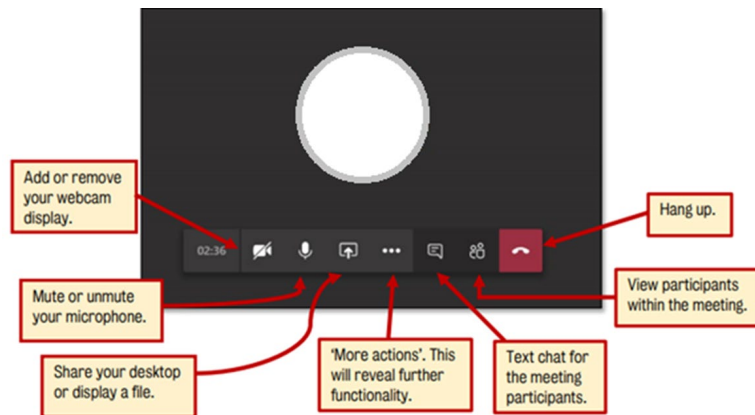 Add or remove
your webcam
display.
Hang up.
02:36
Mute or unmute
your microphone.
View participants
within the meeting.
Share your desktop
or display a file.
'More actions'. This
will reveal further
functionality.
Text chat for
the meeting
participants.